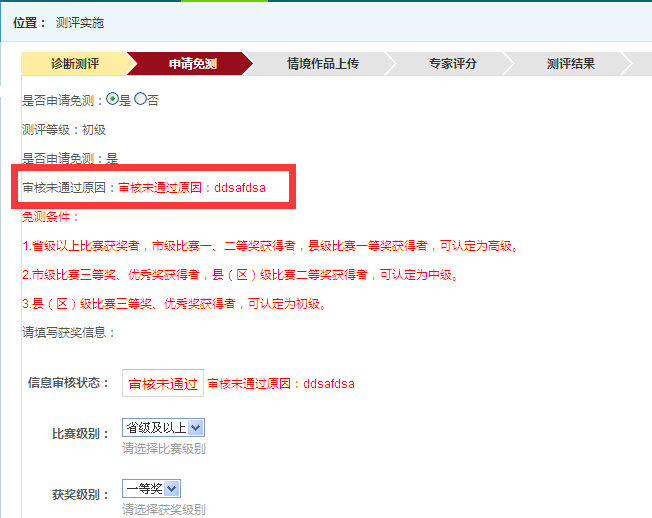 位置： 测评实施
诊断测评 申请免测 情境作品上传 专家评分 测评结果
是否申请免测：是 否
测评等级：初级
是否申请免测：是
审核未通过原因：审核未通过原因：ddsafdsa
免测条件：
1.省级以上比赛获奖者，市级比赛一、二等奖获得者，县级比赛一等奖获得者，可认定为高级。
2.市级比赛三等奖、优秀奖获得者，县（区）级比赛二等奖获得者，可认定为中级。
3.县（区）级比赛三等奖、优秀奖获得者，可认定为初级。
请填写获奖信息：
信息审核状态： 审核未通过 审核未通过原因：ddsafdsa
比赛级别： 省级及以上
请选择比赛级别
获奖级别： 一等奖
请选择获奖级别